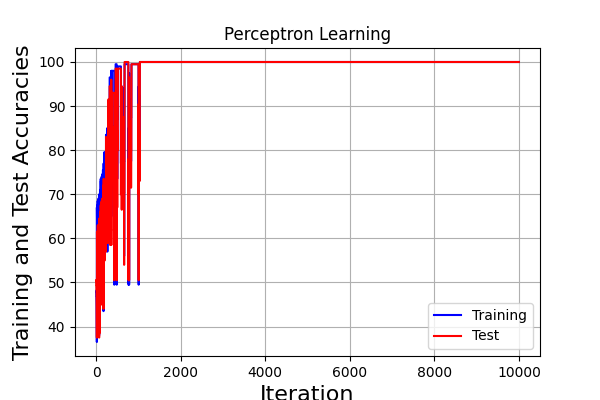 Perceptron Learning
Training and Test Accuracies
100
90
80
70
60
50
40
0 2000 4000 6000 8000 10000
Iteration
Training
Test